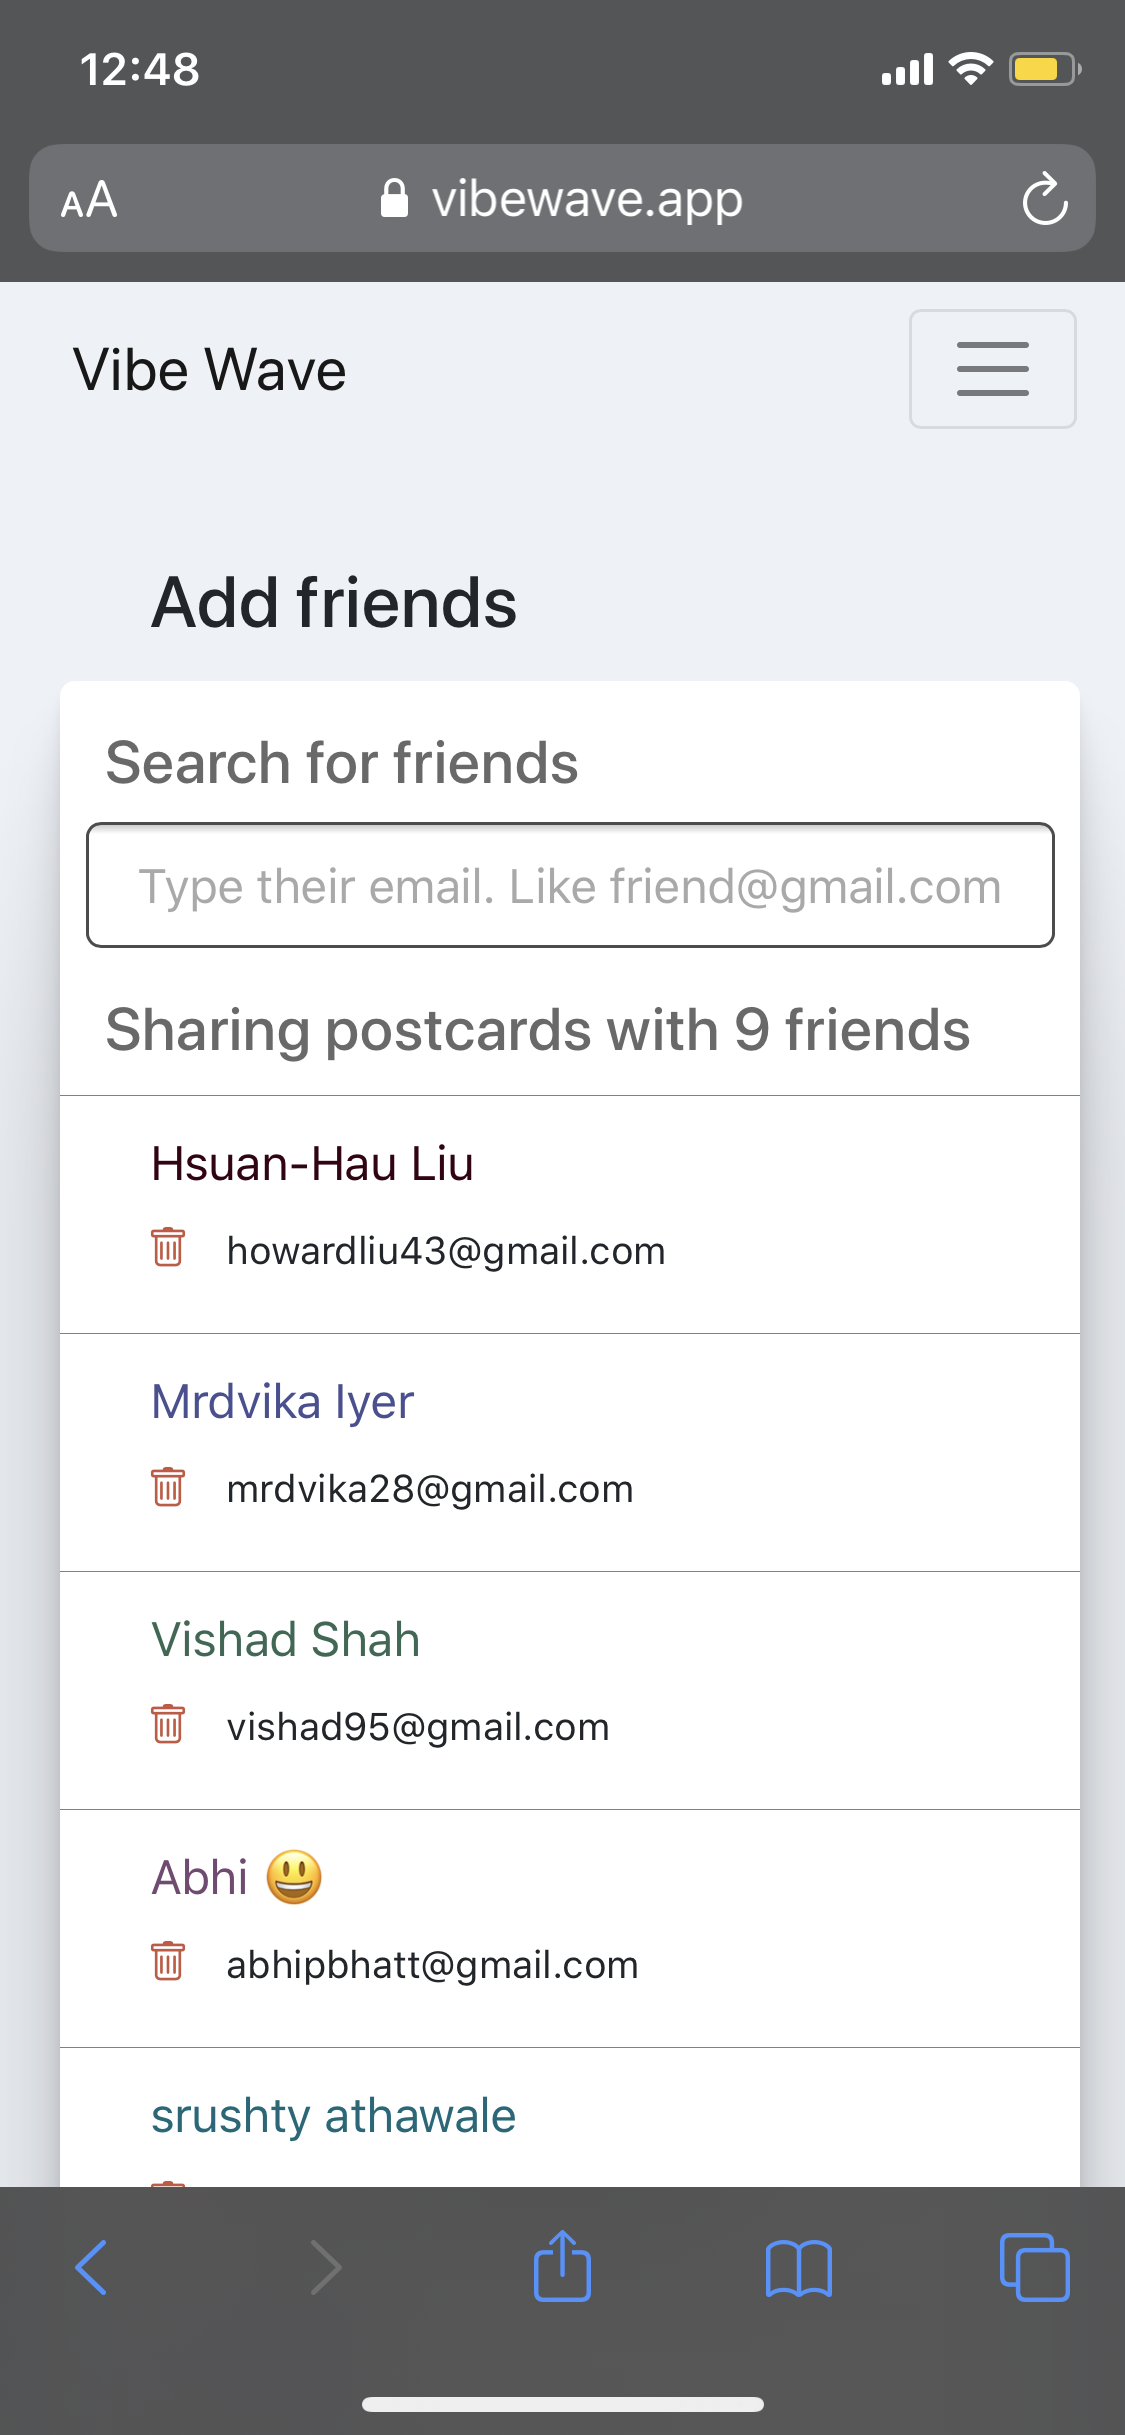 12:48
AA vibewave.app
Vibe Wave
Add friends
Search for friends
Type their email. Like friend@gmail.com
Sharing postcards with 9 friends
Hsuan-Hau Liu
howardliu43@gmail.com
Mrdvika Iyer
mrdvika28@gmail.com
Vishad Shah
vishad95@gmail.com
Abhi 😃
abhipbhatt@gmail.com
srushty athawale